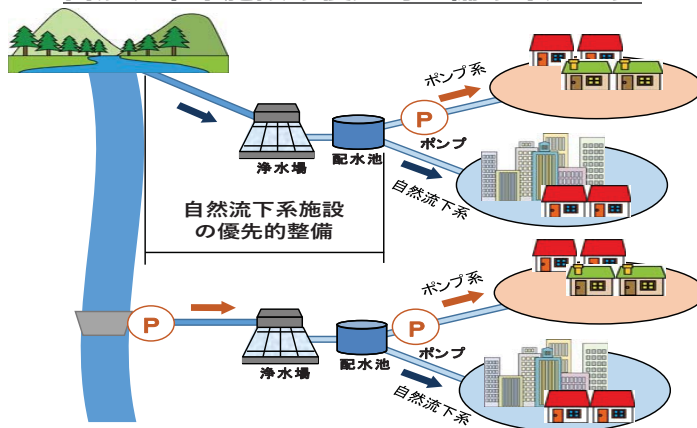 ポンプ系
P
ポンプ
浄水場
配水池
自然流下系
自然流下系施設
の優先的整備
ポンプ系
P
P
ポンプ
浄水場
配水池
自然流下系